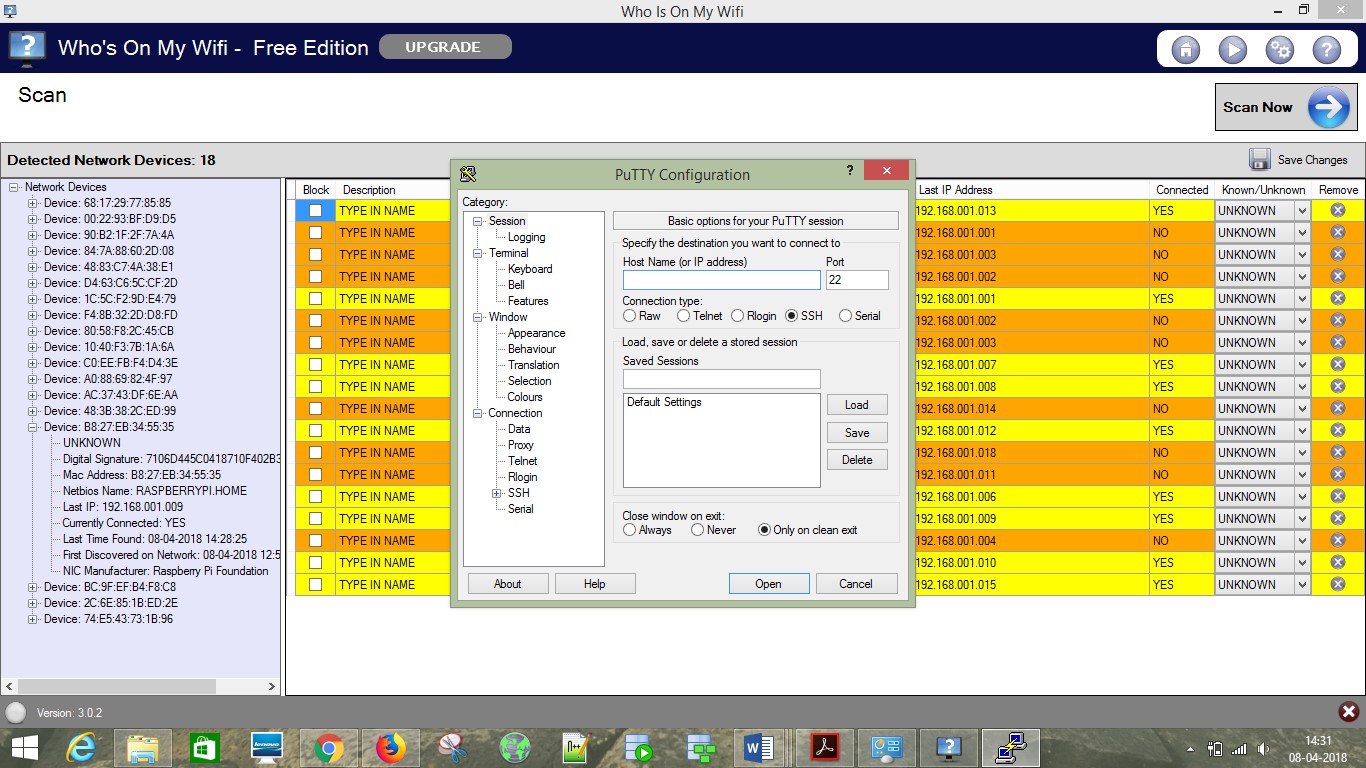 Who Is On My Wifi
Who's On My Wifi - Free Edition UPGRADE
Scan
Scan Now
Detected Network Devices: 18
Save Changes
Network Devices
Device: 68:17:29:77:85:85
Device: 00:22:93:BF:D9:D5
Device: 90:B2:1F:2F:7A:4A
Device: 84:7A:88:60:2D:08
Device: 48:83:C7:4A:38:E1
Device: D4:63:C6:5C:CF:2D
Device: 1C:5C:F2:9D:E4:79
Device: F4:8B:32:2D:D8:FD
Device: 80:58:F8:2C:45:CB
Device: 10:40:F3:7B:1A:6A
Device: C0:EE:FB:F4:D4:3E
Device: A0:88:69:82:4F:97
Device: AC:37:43:DF:6E:AA
Device: 48:3B:38:2C:ED:99
Device: B8:27:EB:34:55:35
UNKNOWN
Digital Signature: 7106D445C0418710F402B3
Mac Address: B8:27:EB:34:55:35
Netbios Name: RASPBERRYPI.HOME
Last IP: 192.168.001.009
Currently Connected: YES
Last Time Found: 08-04-2018 14:28:25
First Discovered on Network: 08-04-2018 12:5
NIC Manufacturer: Raspberry Pi Foundation
Device: BC:9F:EF:B4:F8:C8
Device: 2C:6E:85:1B:ED:2E
Device: 74:E5:43:73:1B:96
Block Description Last IP Address Connected Known/Unknown Remove
TYPE IN NAME 192.168.001.013 YES UNKNOWN
TYPE IN NAME 192.168.001.001 NO UNKNOWN
TYPE IN NAME 192.168.001.003 NO UNKNOWN
TYPE IN NAME 192.168.001.002 NO UNKNOWN
TYPE IN NAME 192.168.001.001 YES UNKNOWN
TYPE IN NAME 192.168.001.002 NO UNKNOWN
TYPE IN NAME 192.168.001.003 NO UNKNOWN
TYPE IN NAME 192.168.001.007 YES UNKNOWN
TYPE IN NAME 192.168.001.008 YES UNKNOWN
TYPE IN NAME 192.168.001.014 NO UNKNOWN
TYPE IN NAME 192.168.001.012 YES UNKNOWN
TYPE IN NAME 192.168.001.018 NO UNKNOWN
TYPE IN NAME 192.168.001.011 NO UNKNOWN
TYPE IN NAME 192.168.001.006 YES UNKNOWN
TYPE IN NAME 192.168.001.009 YES UNKNOWN
TYPE IN NAME 192.168.001.004 NO UNKNOWN
TYPE IN NAME 192.168.001.010 YES UNKNOWN
TYPE IN NAME 192.168.001.015 YES UNKNOWN
PuTTY Configuration
Category:
Session
Logging
Terminal
Keyboard
Bell
Features
Window
Appearance
Behaviour
Translation
Selection
Colours
Connection
Data
Proxy
Telnet
Rlogin
SSH
Serial
Basic options for your PuTTY session
Specify the destination you want to connect to
Host Name (or IP address) Port
22
Connection type:
Raw Telnet Rlogin SSH Serial
Load, save or delete a stored session
Saved Sessions
Default Settings
Load
Save
Delete
Close window on exit:
Always Never Only on clean exit
About Help Open Cancel
Version: 3.0.2
lenovo
14:31
08-04-2018